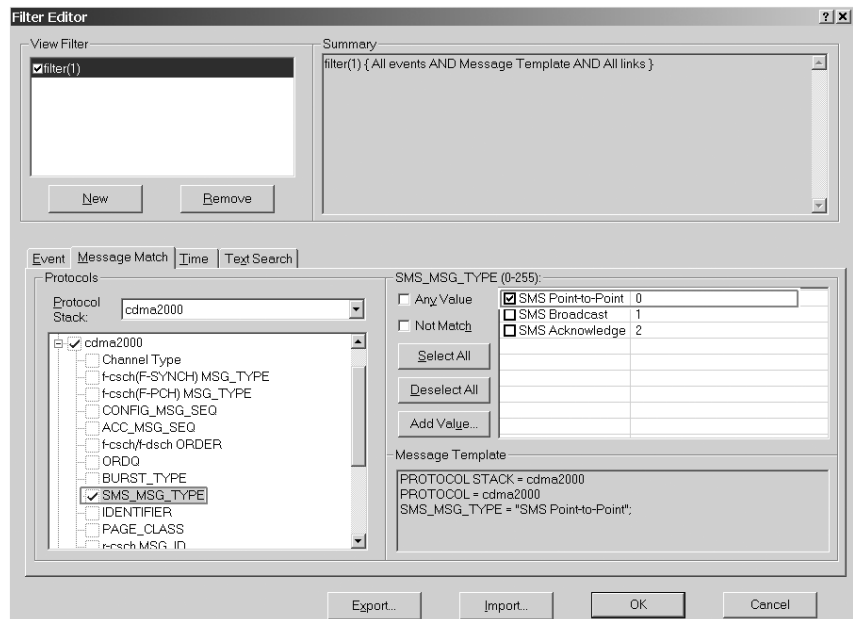 Filter Editor
View Filter
filter(1)
New
Remove
Summary
filter(1) { All events AND Message Template AND All links }
Event
Message Match
Time
Text Search
Protocols
Protocol
Stack:
cdma2000
cdma2000
Channel Type
f-csch(F-SYNCH) MSG_TYPE
f-csch(F-PCH) MSG_TYPE
CONFIG_MSG_SEQ
ACC_MSG_SEQ
f-csch/f-dsch ORDER
ORDQ
BURST_TYPE
SMS_MSG_TYPE
IDENTIFIER
PAGE_CLASS
r-csch MSG_ID
SMS_MSG_TYPE (0-255):
Any Value
Not Match
Select All
Deselect All
Add Value...
SMS Point-to-Point 0
SMS Broadcast 1
SMS Acknowledge 2
Message Template
PROTOCOL STACK = cdma2000
PROTOCOL = cdma2000
SMS_MSG_TYPE = "SMS Point-to-Point";
Export...
Import...
OK
Cancel